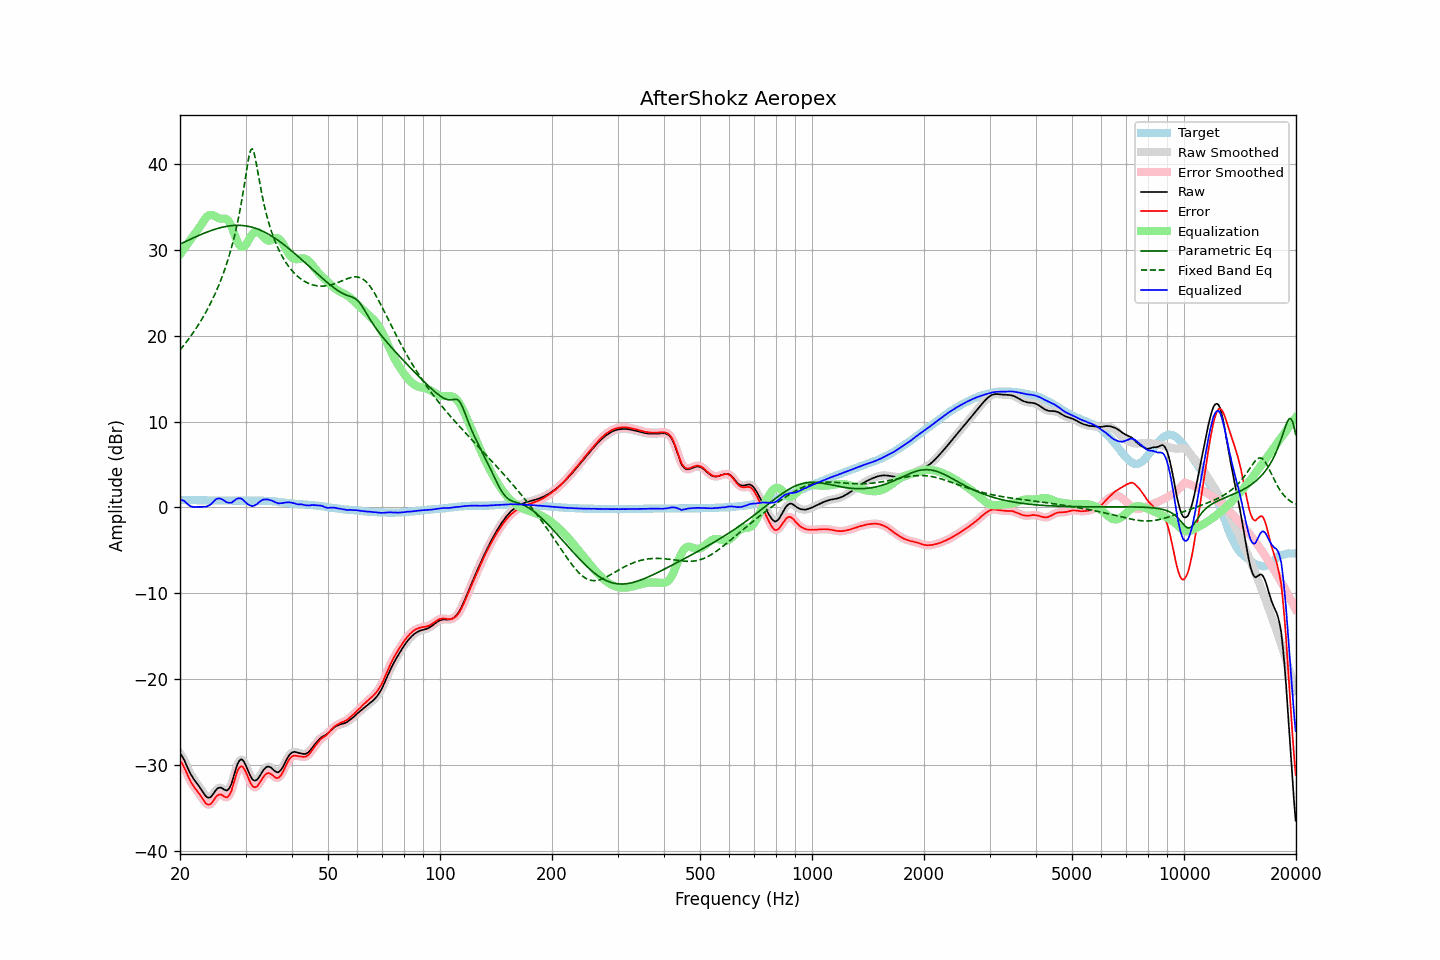 AfterShokz Aeropex
Target
Raw Smoothed
Error Smoothed
Raw
Error
Equalization
Parametric Eq
Fixed Band Eq
Equalized
Amplitude (dBr)
40
30
20
10
0
−10
−20
−30
−40
20 50 100 200 500 1000 2000 5000 10000 20000
Frequency (Hz)